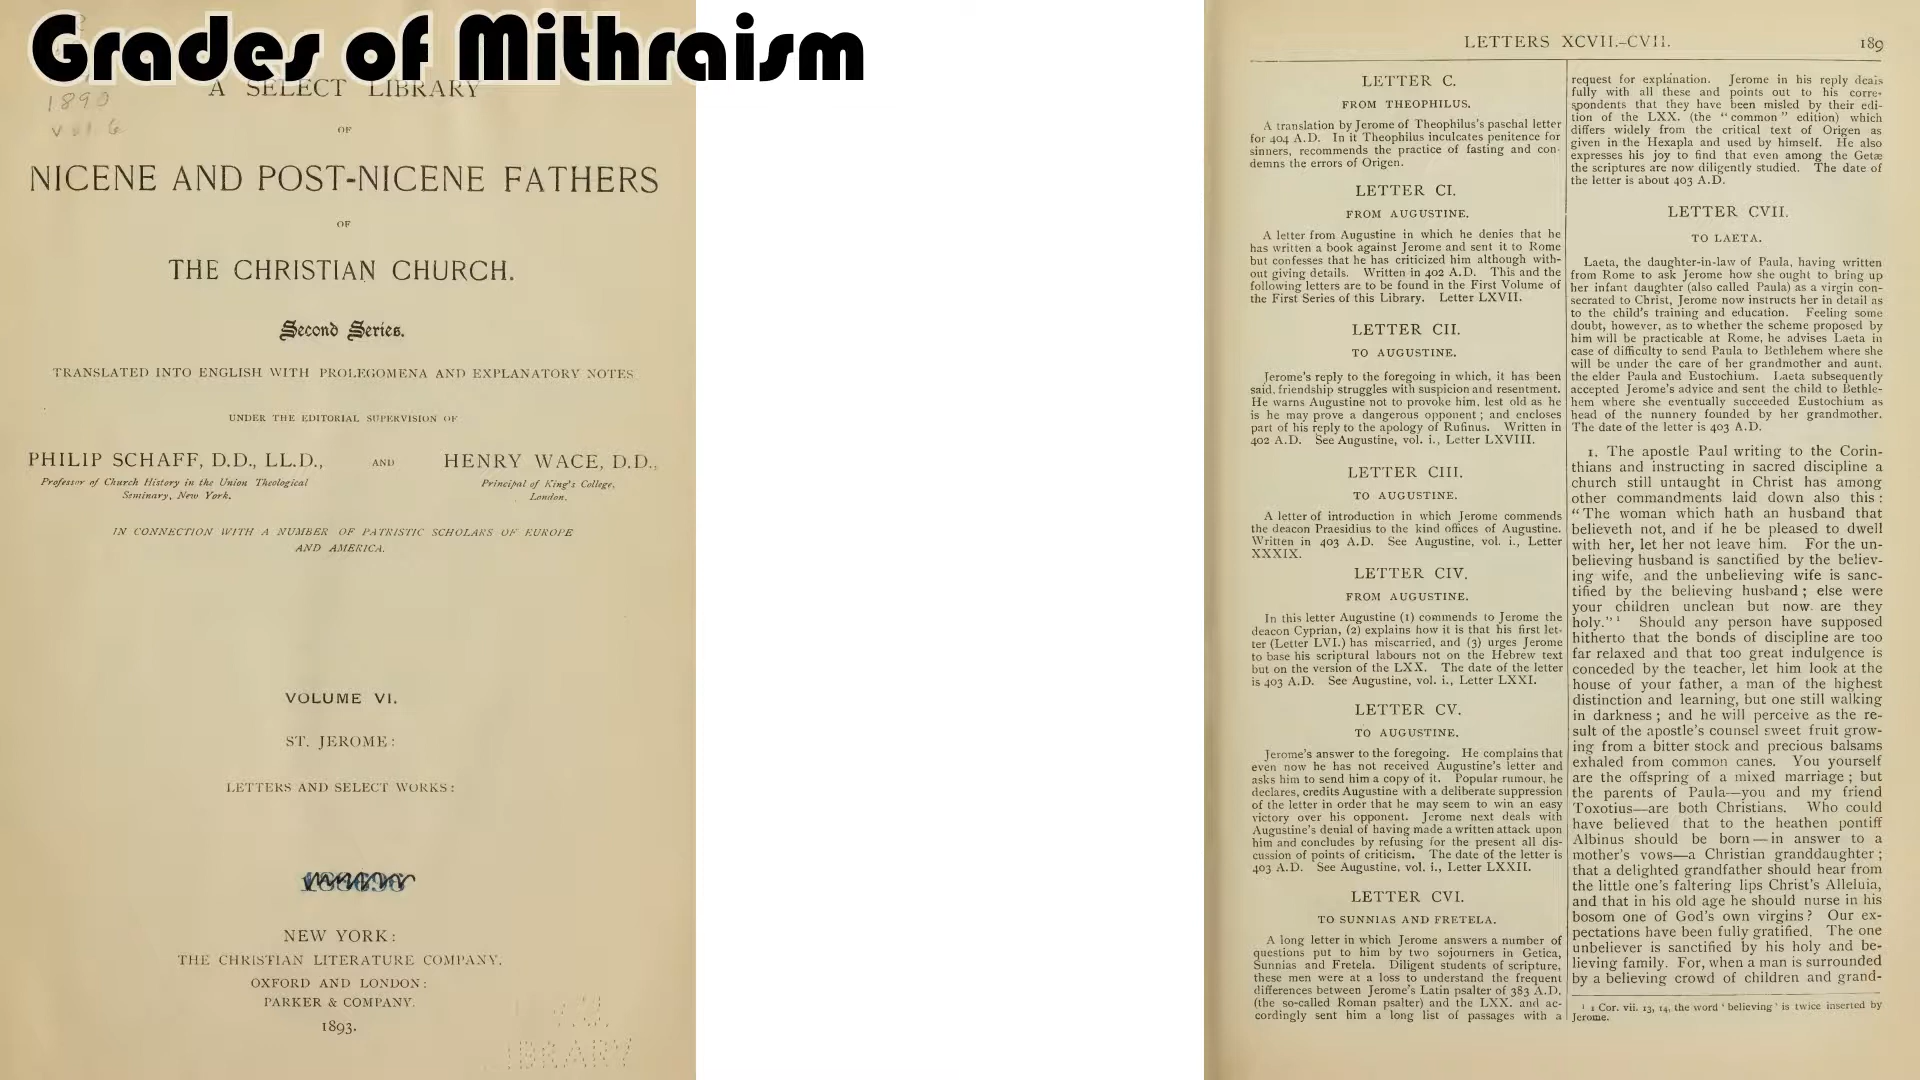 Grades of Mithraism
1890
A SELECT LIBRARY
OF
NICENE AND POST-NICENE FATHERS
OF
THE CHRISTIAN CHURCH.
Second Series.
TRANSLATED INTO ENGLISH WITH PROLEGOMENA AND EXPLANATORY NOTES
UNDER THE EDITORIAL SUPERVISION OF
PHILIP SCHAFF, D.D., LL.D., AND HENRY WACE, D.D.,
Professor of Church History in the Union Theological Principal of King's College,
Seminary, New York. London.
IN CONNECTION WITH A NUMBER OF PATRISTIC SCHOLARS OF EUROPE
AND AMERICA.
VOLUME VI.
ST. JEROME:
LETTERS AND SELECT WORKS:
NEW YORK:
THE CHRISTIAN LITERATURE COMPANY.
OXFORD AND LONDON:
PARKER & COMPANY.
1893.
LIBRARY
LETTERS XCVII.-CVII. 189
LETTER C.
FROM THEOPHILUS.
A translation by Jerome of Theophilus's paschal letter
for 404 A.D. In it Theophilus inculcates penitence for
sinners, recommends the practice of fasting and con-
demns the errors of Origen.
LETTER CI.
FROM AUGUSTINE.
A letter from Augustine in which he denies that he
has written a book against Jerome and sent it to Rome
but confesses that he has criticized him although with-
out giving details. Written in 402 A.D. This and the
following letters are to be found in the First Volume of
the First Series of this Library. Letter LXVII.
LETTER CII.
TO AUGUSTINE.
Jerome's reply to the foregoing in which, it has been
said, friendship struggles with suspicion and resentment.
He warns Augustine not to provoke him, lest old as he
is he may prove a dangerous opponent; and encloses
part of his reply to the apology of Rufinus. Written in
402 A.D. See Augustine, vol. i., Letter LXVIII.
LETTER CIII.
TO AUGUSTINE.
A letter of introduction in which Jerome commends
the deacon Praesidius to the kind offices of Augustine.
Written in 403 A.D. See Augustine, vol. i., Letter
XXXIX.
LETTER CIV.
FROM AUGUSTINE.
In this letter Augustine (1) commends to Jerome the
deacon Cyprian, (2) explains how it is that his first let-
ter (Letter LVI.) has miscarried, and (3) urges Jerome
to base his scriptural labours not on the Hebrew text
but on the version of the LXX. The date of the letter
is 403 A.D. See Augustine, vol. i., Letter LXXI.
LETTER CV.
TO AUGUSTINE.
Jerome's answer to the foregoing. He complains that
even now he has not received Augustine's letter and
asks him to send him a copy of it. Popular rumour, he
declares, credits Augustine with a deliberate suppression
of the letter in order that he may seem to win an easy
victory over his opponent. Jerome next deals with
Augustine's denial of having made a written attack upon
him and concludes by refusing for the present all dis-
cussion of points of criticism. The date of the letter is
403 A.D. See Augustine, vol. i., Letter LXXII.
LETTER CVI.
TO SUNNIAS AND FRETELA.
A long letter in which Jerome answers a number of
questions put to him by two sojourners in Getica,
Sunnias and Fretela. Diligent students of scripture,
these men were at a loss to understand the frequent
differences between Jerome's Latin psalter of 383 A.D.
(the so-called Roman psalter) and the LXX. and ac-
cordingly sent him a long list of passages with a
request for explanation. Jerome in his reply deals
fully with all these and points out to his corre-
spondents that they have been misled by their edi-
tion of the LXX. (the "common" edition) which
differs widely from the critical text of Origen as
given in the Hexapla and used by himself. He also
expresses his joy to find that even among the Getæ
the scriptures are now diligently studied. The date of
the letter is about 403 A.D.
LETTER CVII.
TO LAETA.
Laeta, the daughter-in-law of Paula, having written
from Rome to ask Jerome how she ought to bring up
her infant daughter (also called Paula) as a virgin con-
secrated to Christ, Jerome now instructs her in detail as
to the child's training and education. Feeling some
doubt, however, as to whether the scheme proposed by
him will be practicable at Rome, he advises Laeta in
case of difficulty to send Paula to Bethlehem where she
will be under the care of her grandmother and aunt,
the elder Paula and Eustochium. Laeta subsequently
accepted Jerome's advice and sent the child to Bethle-
hem where she eventually succeeded Eustochium as
head of the nunnery founded by her grandmother.
The date of the letter is 403 A.D.
1. The apostle Paul writing to the Corin-
thians and instructing in sacred discipline a
church still untaught in Christ has among
other commandments laid down also this:
"The woman which hath an husband that
believeth not, and if he be pleased to dwell
with her, let her not leave him. For the un-
believing husband is sanctified by the believ-
ing wife, and the unbelieving wife is sanc-
tified by the believing husband; else were
your children unclean but now are they
holy." 1 Should any person have supposed
hitherto that the bonds of discipline are too
far relaxed and that too great indulgence is
conceded by the teacher, let him look at the
house of your father, a man of the highest
distinction and learning, but one still walking
in darkness; and he will perceive as the re-
sult of the apostle's counsel sweet fruit grow-
ing from a bitter stock and precious balsams
exhaled from common canes. You yourself
are the offspring of a mixed marriage; but
the parents of Paula—you and my friend
Toxotius—are both Christians. Who could
have believed that to the heathen pontiff
Albinus should be born—in answer to a
mother's vows—a Christian granddaughter;
that a delighted grandfather should hear from
the little one's faltering lips Christ's Alleluia,
and that in his old age he should nurse in his
bosom one of God's own virgins? Our ex-
pectations have been fully gratified. The one
unbeliever is sanctified by his holy and be-
lieving family. For, when a man is surrounded
by a believing crowd of children and grand-
1 1 Cor. vii. 13, 14, the word 'believing' is twice inserted by
Jerome.